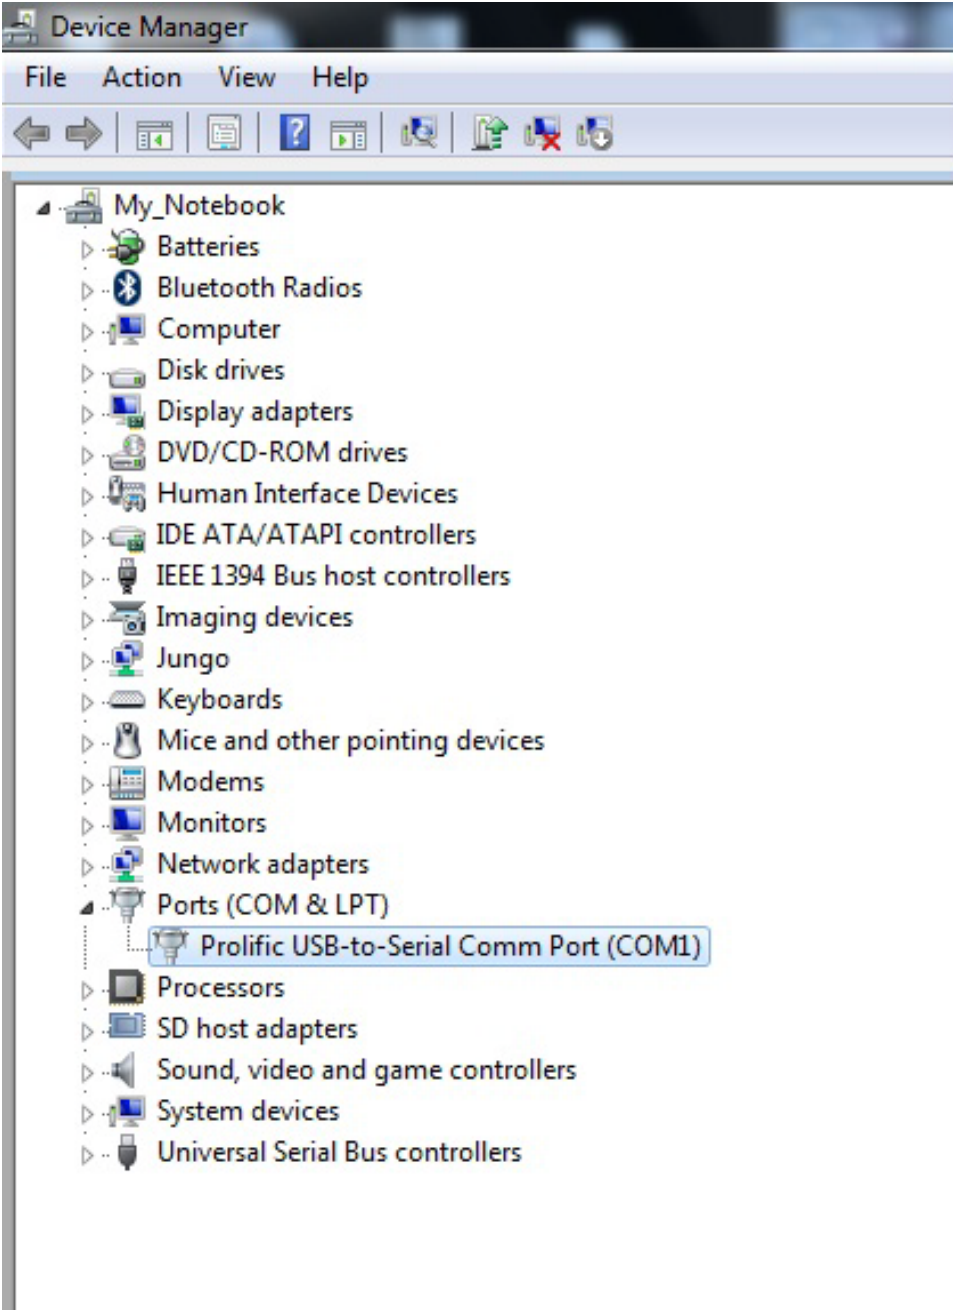 Device Manager
File Action View Help
My_Notebook
Batteries
Bluetooth Radios
Computer
Disk drives
Display adapters
DVD/CD-ROM drives
Human Interface Devices
IDE ATA/ATAPI controllers
IEEE 1394 Bus host controllers
Imaging devices
Jungo
Keyboards
Mice and other pointing devices
Modems
Monitors
Network adapters
Ports (COM & LPT)
Prolific USB-to-Serial Comm Port (COM1)
Processors
SD host adapters
Sound, video and game controllers
System devices
Universal Serial Bus controllers